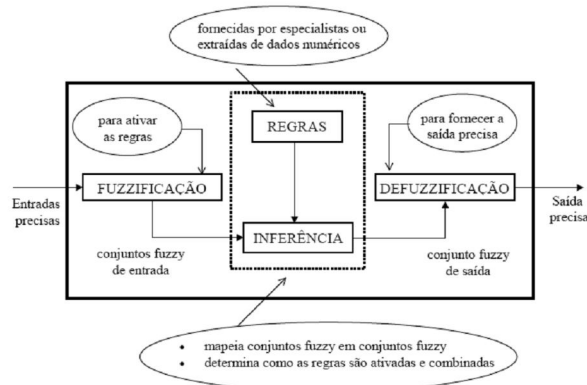 fornecidas por especialistas ou
extraídas de dados numéricos
para ativar
as regras
REGRAS
para fornecer a
saída precisa
FUZZIFICAÇÃO
DEFUZZIFICAÇÃO
Entradas
precisas
Saída
precisa
INFERÊNCIA
conjuntos fuzzy
de entrada
conjunto fuzzy
de saída
• mapeia conjuntos fuzzy em conjuntos fuzzy
• determina como as regras são ativadas e combinadas